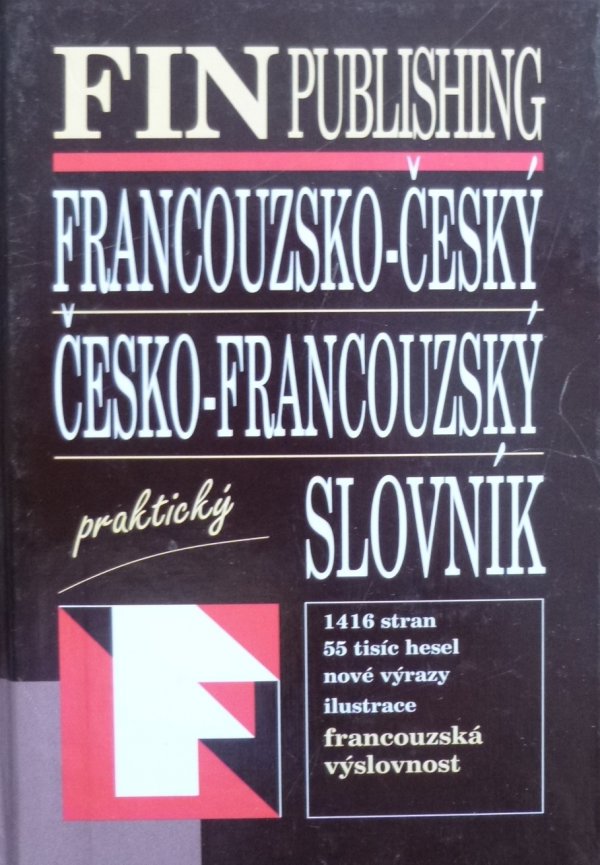 FIN PUBLISHING
FRANCOUZSKO-ČESKÝ
ČESKO-FRANCOUZSKÝ
praktický
SLOVNÍK
1416 stran
55 tisíc hesel
nové výrazy
ilustrace
francouzská
výslovnost